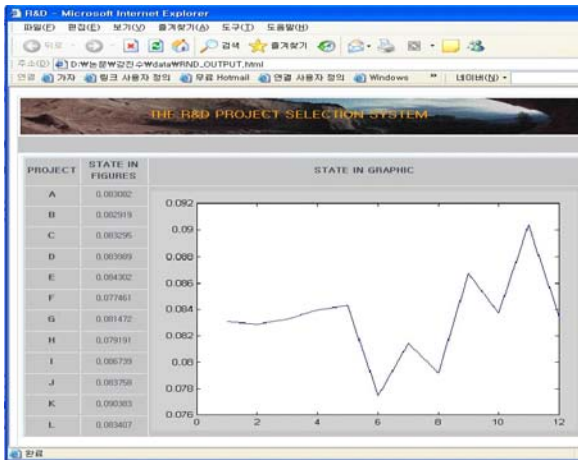 R&D - Microsoft Internet Explorer
파일(F) 편집(E) 보기(V) 즐겨찾기(A) 도구(T) 도움말(H)
뒤로 검색 즐겨찾기
주소(D) D:₩논문₩강진수₩data₩RND_OUTPUT.html
연결 가자 링크 사용자 정의 무료 Hotmail 연결 사용자 정의 Windows » 네이버(N)
THE R&D PROJECT SELECTION SYSTEM
PROJECT STATE IN FIGURES STATE IN GRAPHIC
A 0.083082
B 0.082919
C 0.083295
D
E 0.084302
F 0.077461
G 0.081472
H 0.079191
I 0.086739
J 0.083758
K 0.090383
L 0.083407
0.092
0.09
0.088
0.086
0.084
0.082
0.08
0.078
0.076
0 2 4 6 8 10 12
완료